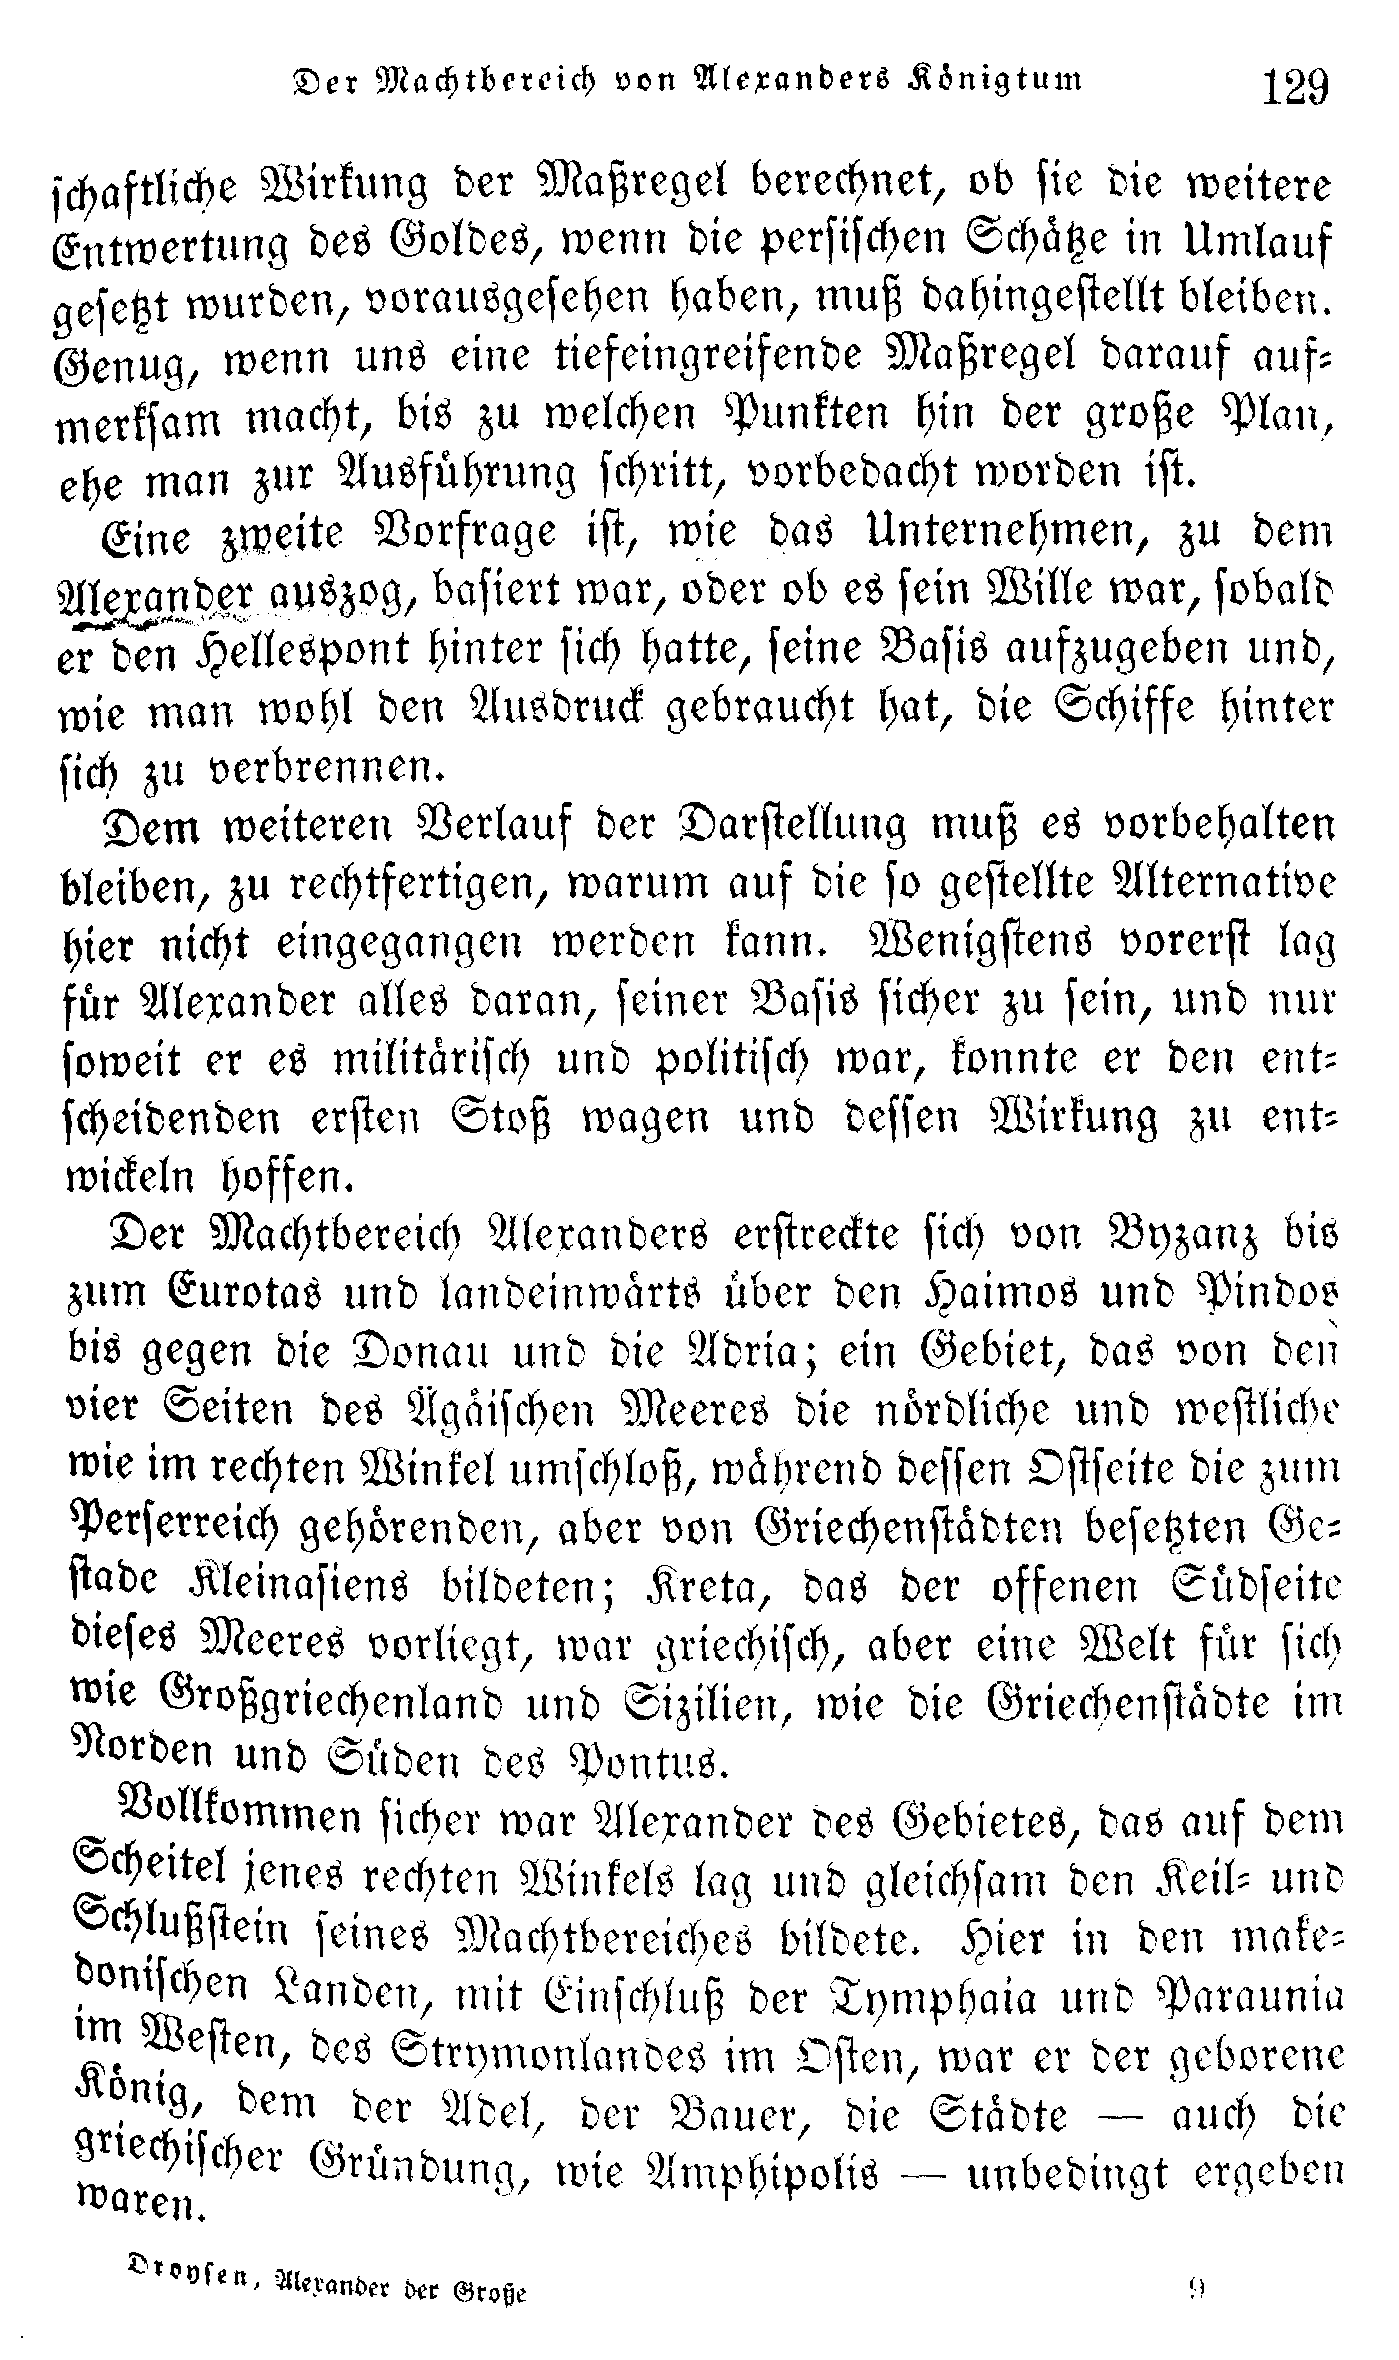 Der Machtbereich von Alexanders Königtum 129
schaftliche Wirkung der Maßregel berechnet, ob sie die weitere
Entwertung des Goldes, wenn die persischen Schätze in Umlauf
gesetzt wurden, vorausgesehen haben, muß dahingestellt bleiben.
Genug, wenn uns eine tiefeingreifende Maßregel darauf auf-
merksam macht, bis zu welchen Punkten hin der große Plan,
ehe man zur Ausführung schritt, vorbedacht worden ist.
Eine zweite Vorfrage ist, wie das Unternehmen, zu dem
Alexander auszog, basiert war, oder ob es sein Wille war, sobald
er den Hellespont hinter sich hatte, seine Basis aufzugeben und,
wie man wohl den Ausdruck gebraucht hat, die Schiffe hinter
sich zu verbrennen.
Dem weiteren Verlauf der Darstellung muß es vorbehalten
bleiben, zu rechtfertigen, warum auf die so gestellte Alternative
hier nicht eingegangen werden kann. Wenigstens vorerst lag
für Alexander alles daran, seiner Basis sicher zu sein, und nur
soweit er es militärisch und politisch war, konnte er den ent-
scheidenden ersten Stoß wagen und dessen Wirkung zu ent-
wickeln hoffen.
Der Machtbereich Alexanders erstreckte sich von Byzanz bis
zum Eurotas und landeinwärts über den Haimos und Pindos
bis gegen die Donau und die Adria; ein Gebiet, das von den
vier Seiten des Ägäischen Meeres die nördliche und westliche
wie im rechten Winkel umschloß, während dessen Ostseite die zum
Perserreich gehörenden, aber von Griechenstädten besetzten Ge-
stade Kleinasiens bildeten; Kreta, das der offenen Südseite
dieses Meeres vorliegt, war griechisch, aber eine Welt für sich
wie Großgriechenland und Sizilien, wie die Griechenstädte im
Norden und Süden des Pontus.
Vollkommen sicher war Alexander des Gebietes, das auf dem
Scheitel jenes rechten Winkels lag und gleichsam den Keil- und
Schlußstein seines Machtbereiches bildete. Hier in den make-
donischen Landen, mit Einschluß der Tymphaia und Paraunia
im Westen, des Strymonlandes im Osten, war er der geborene
König, dem der Adel, der Bauer, die Städte — auch die
griechischer Gründung, wie Amphipolis — unbedingt ergeben
waren.
Droysen, Alexander der Große 9